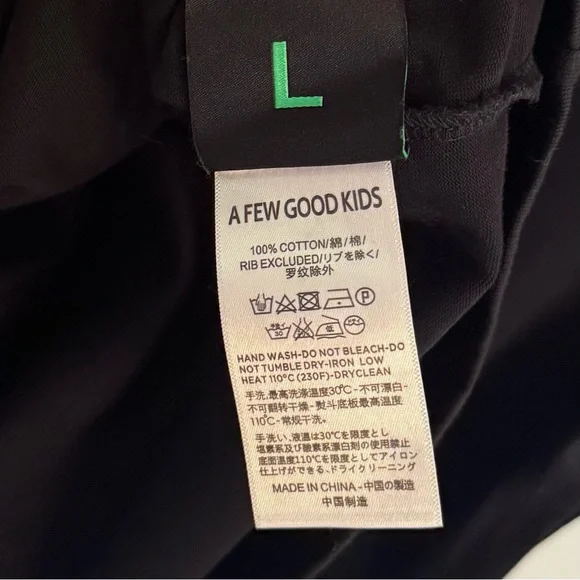 L
A FEW GOOD KIDS
100% COTTON/綿/棉/
RIB EXCLUDED/リブを除く/
罗纹除外
HAND WASH-DO NOT BLEACH-DO
NOT TUMBLE DRY-IRON LOW
HEAT 110°C (230F)-DRYCLEAN
手洗、最高洗涤温度30℃-不可漂白-
不可翻转干燥-熨斗底板最高温度
110℃-常规干洗。
手洗い、液温は30℃を限度とし
塩素系及び酸素系漂白剤の使用禁止
底面温度110℃を限度としてアイロン
仕上げができる、ドライクリーニング
MADE IN CHINA-中国の製造
中国制造